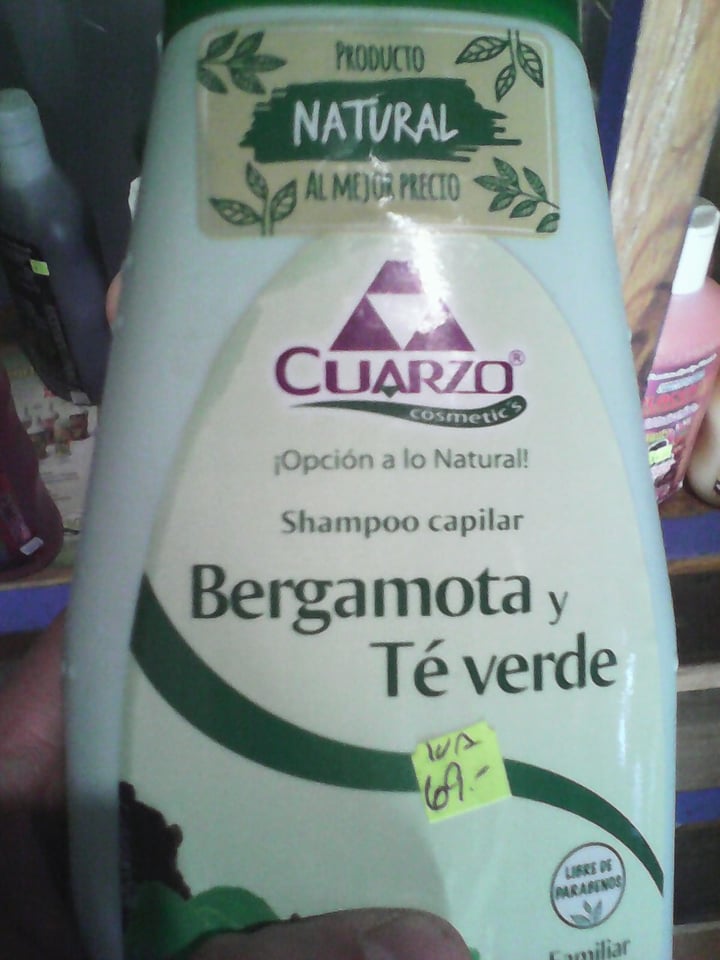 PRODUCTO
NATURAL
AL MEJOR PRECIO
CUARZO®
cosmetic's
¡Opción a lo Natural!
Shampoo capilar
Bergamota y
Té verde
69.-
LIBRE DE
PARABENOS
Familiar